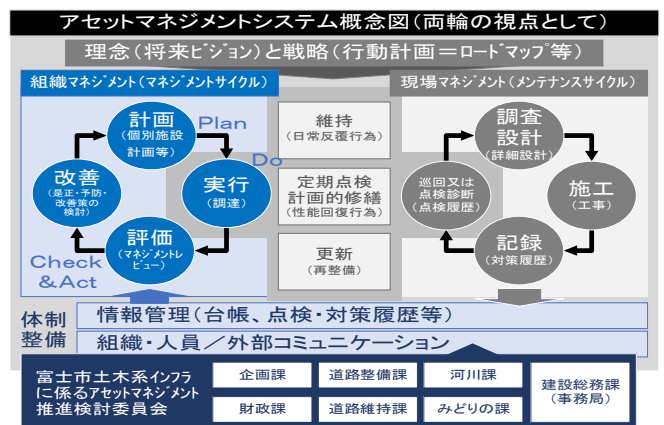 アセットマネジメントシステム概念図(両輪の視点として)
理念(将来ビジョン)と戦略(行動計画=ロードマップ等)
組織マネジメント(マネジメントサイクル)
計画
(個別施設
計画等)
Plan
Do
実行
(調達)
改善
(是正・予防・
改善策の
検討)
評価
(マネジメントレ
ビュー)
Check
&Act
維持
(日常反覆行為)
定期点検
計画的修繕
(性能回復行為)
更新
(再整備)
現場マネジメント(メンテナンスサイクル)
調査
設計
(詳細設計)
巡回又は
点検診断
(点検履歴)
施工
(工事)
記録
(対策履歴)
体制
整備
情報管理(台帳、点検・対策履歴等)
組織・人員/外部コミュニケーション
富士市土木系インフラ
に係るアセットマネジメント
推進検討委員会
企画課
道路整備課
河川課
財政課
道路維持課
みどりの課
建設総務課
(事務局)